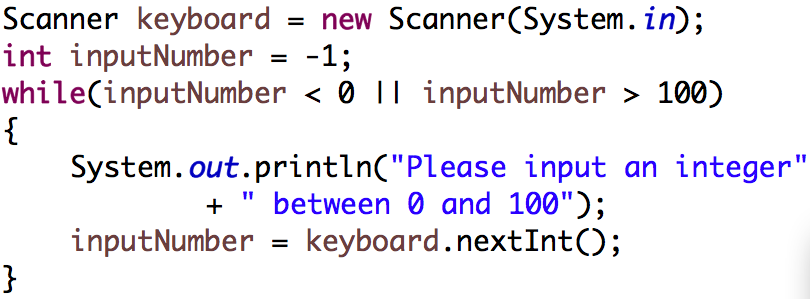 Scanner keyboard = new Scanner(System.in);
int inputNumber = -1;
while(inputNumber < 0 || inputNumber > 100)
{
    System.out.println("Please input an integer"
            + " between 0 and 100");
    inputNumber = keyboard.nextInt();
}